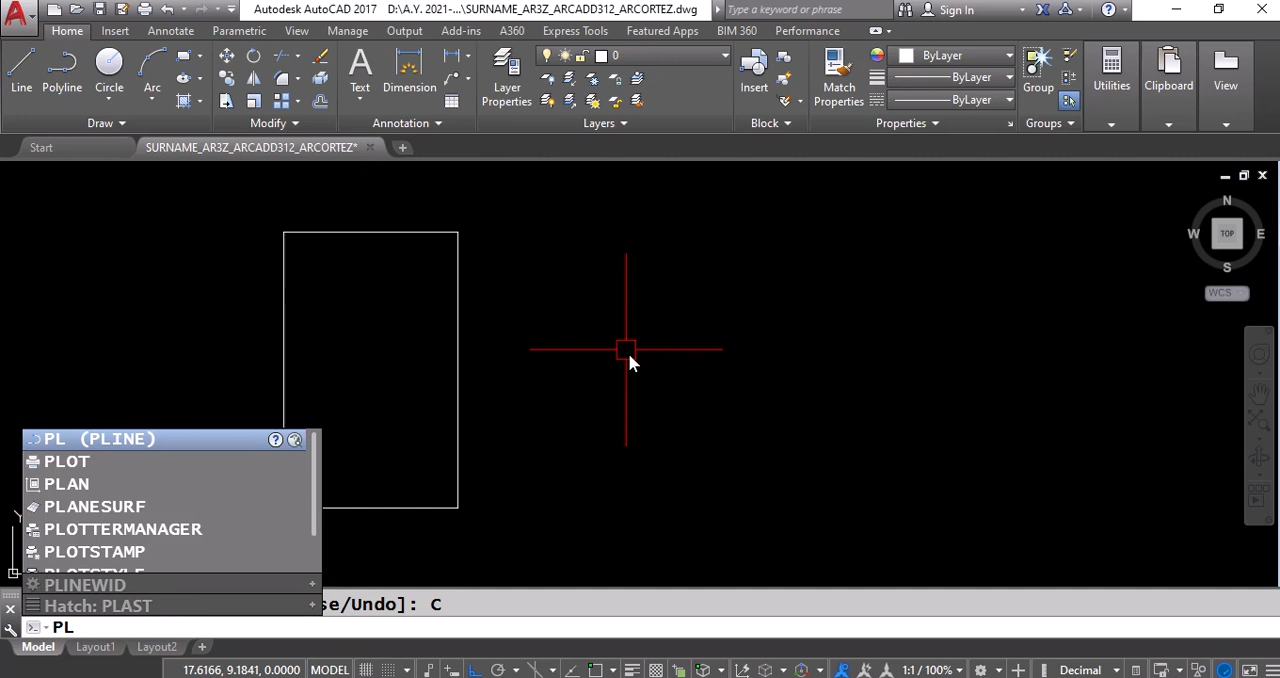 Autodesk AutoCAD 2017 D:\A.Y. 2021-...\SURNAME_AR3Z_ARCADD312_ARCORTEZ.dwg
Type a keyword or phrase
Sign In
Home Insert Annotate Parametric View Manage Output Add-ins A360 Express Tools Featured Apps BIM 360 Performance
0
ByLayer
ByLayer
ByLayer
Line Polyline Circle Arc
Text Dimension
Layer
Properties
Insert
Match
Properties
Group
Utilities
Clipboard
View
Draw Modify Annotation Layers Block Properties Groups
Start SURNAME_AR3Z_ARCADD312_ARCORTEZ*
N
W TOP E
S
WCS
PL (PLINE)
PLOT
PLAN
PLANESURF
PLOTTERMANAGER
PLOTSTAMP
PLOTSTYLE
PLINEWID
Hatch: PLAST
Y
se/Undo]: C
PL
Model Layout1 Layout2
17.6166, 9.1841, 0.0000 MODEL 1:1 / 100% Decimal